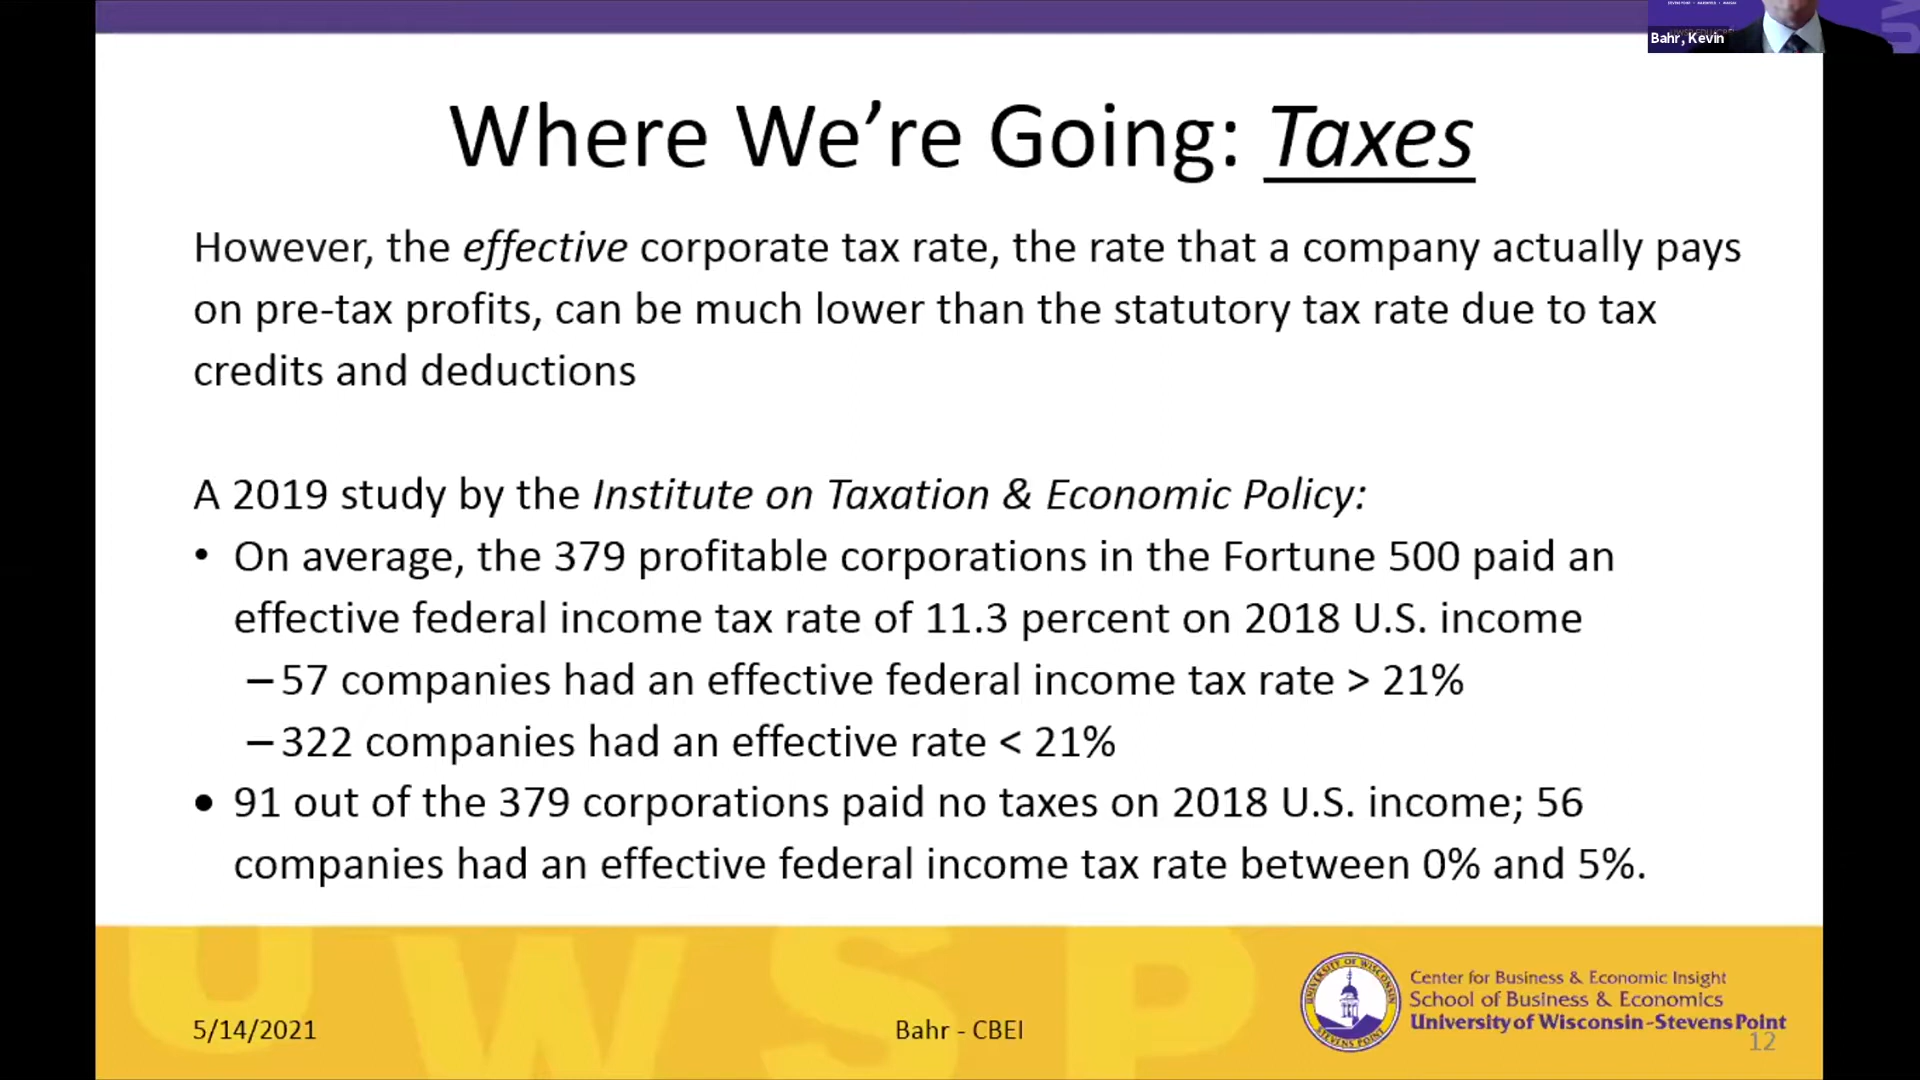 Bahr, Kevin
Where We’re Going: Taxes
However, the effective corporate tax rate, the rate that a company actually pays
on pre-tax profits, can be much lower than the statutory tax rate due to tax
credits and deductions
A 2019 study by the Institute on Taxation & Economic Policy:
• On average, the 379 profitable corporations in the Fortune 500 paid an
effective federal income tax rate of 11.3 percent on 2018 U.S. income
– 57 companies had an effective federal income tax rate > 21%
– 322 companies had an effective rate < 21%
• 91 out of the 379 corporations paid no taxes on 2018 U.S. income; 56
companies had an effective federal income tax rate between 0% and 5%.
UWSP
5/14/2021
Bahr - CBEI
UNIVERSITY OF WISCONSIN
STEVENS POINT
Center for Business & Economic Insight
School of Business & Economics
University of Wisconsin-Stevens Point
12